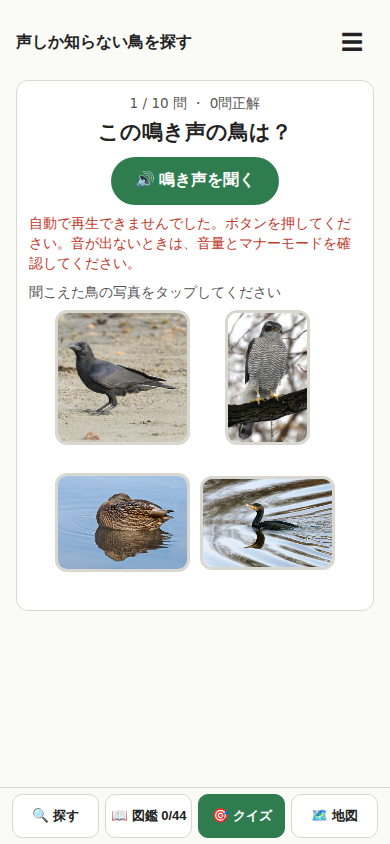 声しか知らない鳥を探す
1 / 10 問 ・ 0問正解
この鳴き声の鳥は？
🔊 鳴き声を聞く
自動で再生できませんでした。ボタンを押してくだ
さい。音が出ないときは、音量とマナーモードを確
認してください。
聞こえた鳥の写真をタップしてください
🔍 探す
📖 図鑑 0/44
🎯 クイズ
🗺️ 地図